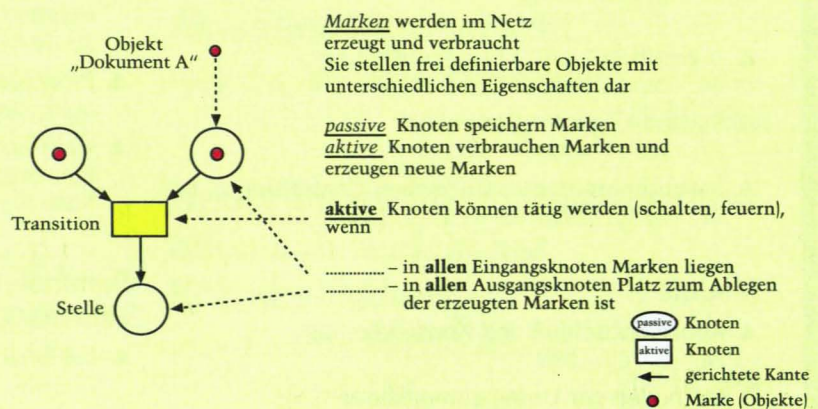 Objekt
„Dokument A“
Marken werden im Netz
erzeugt und verbraucht
Sie stellen frei definierbare Objekte mit
unterschiedlichen Eigenschaften dar
passive Knoten speichern Marken
aktive Knoten verbrauchen Marken und
erzeugen neue Marken
Transition
aktive Knoten können tätig werden (schalten, feuern),
wenn
................ – in allen Eingangsknoten Marken liegen
................ – in allen Ausgangsknoten Platz zum Ablegen
der erzeugten Marken ist
Stelle
passive Knoten
aktive Knoten
gerichtete Kante
Marke (Objekte)